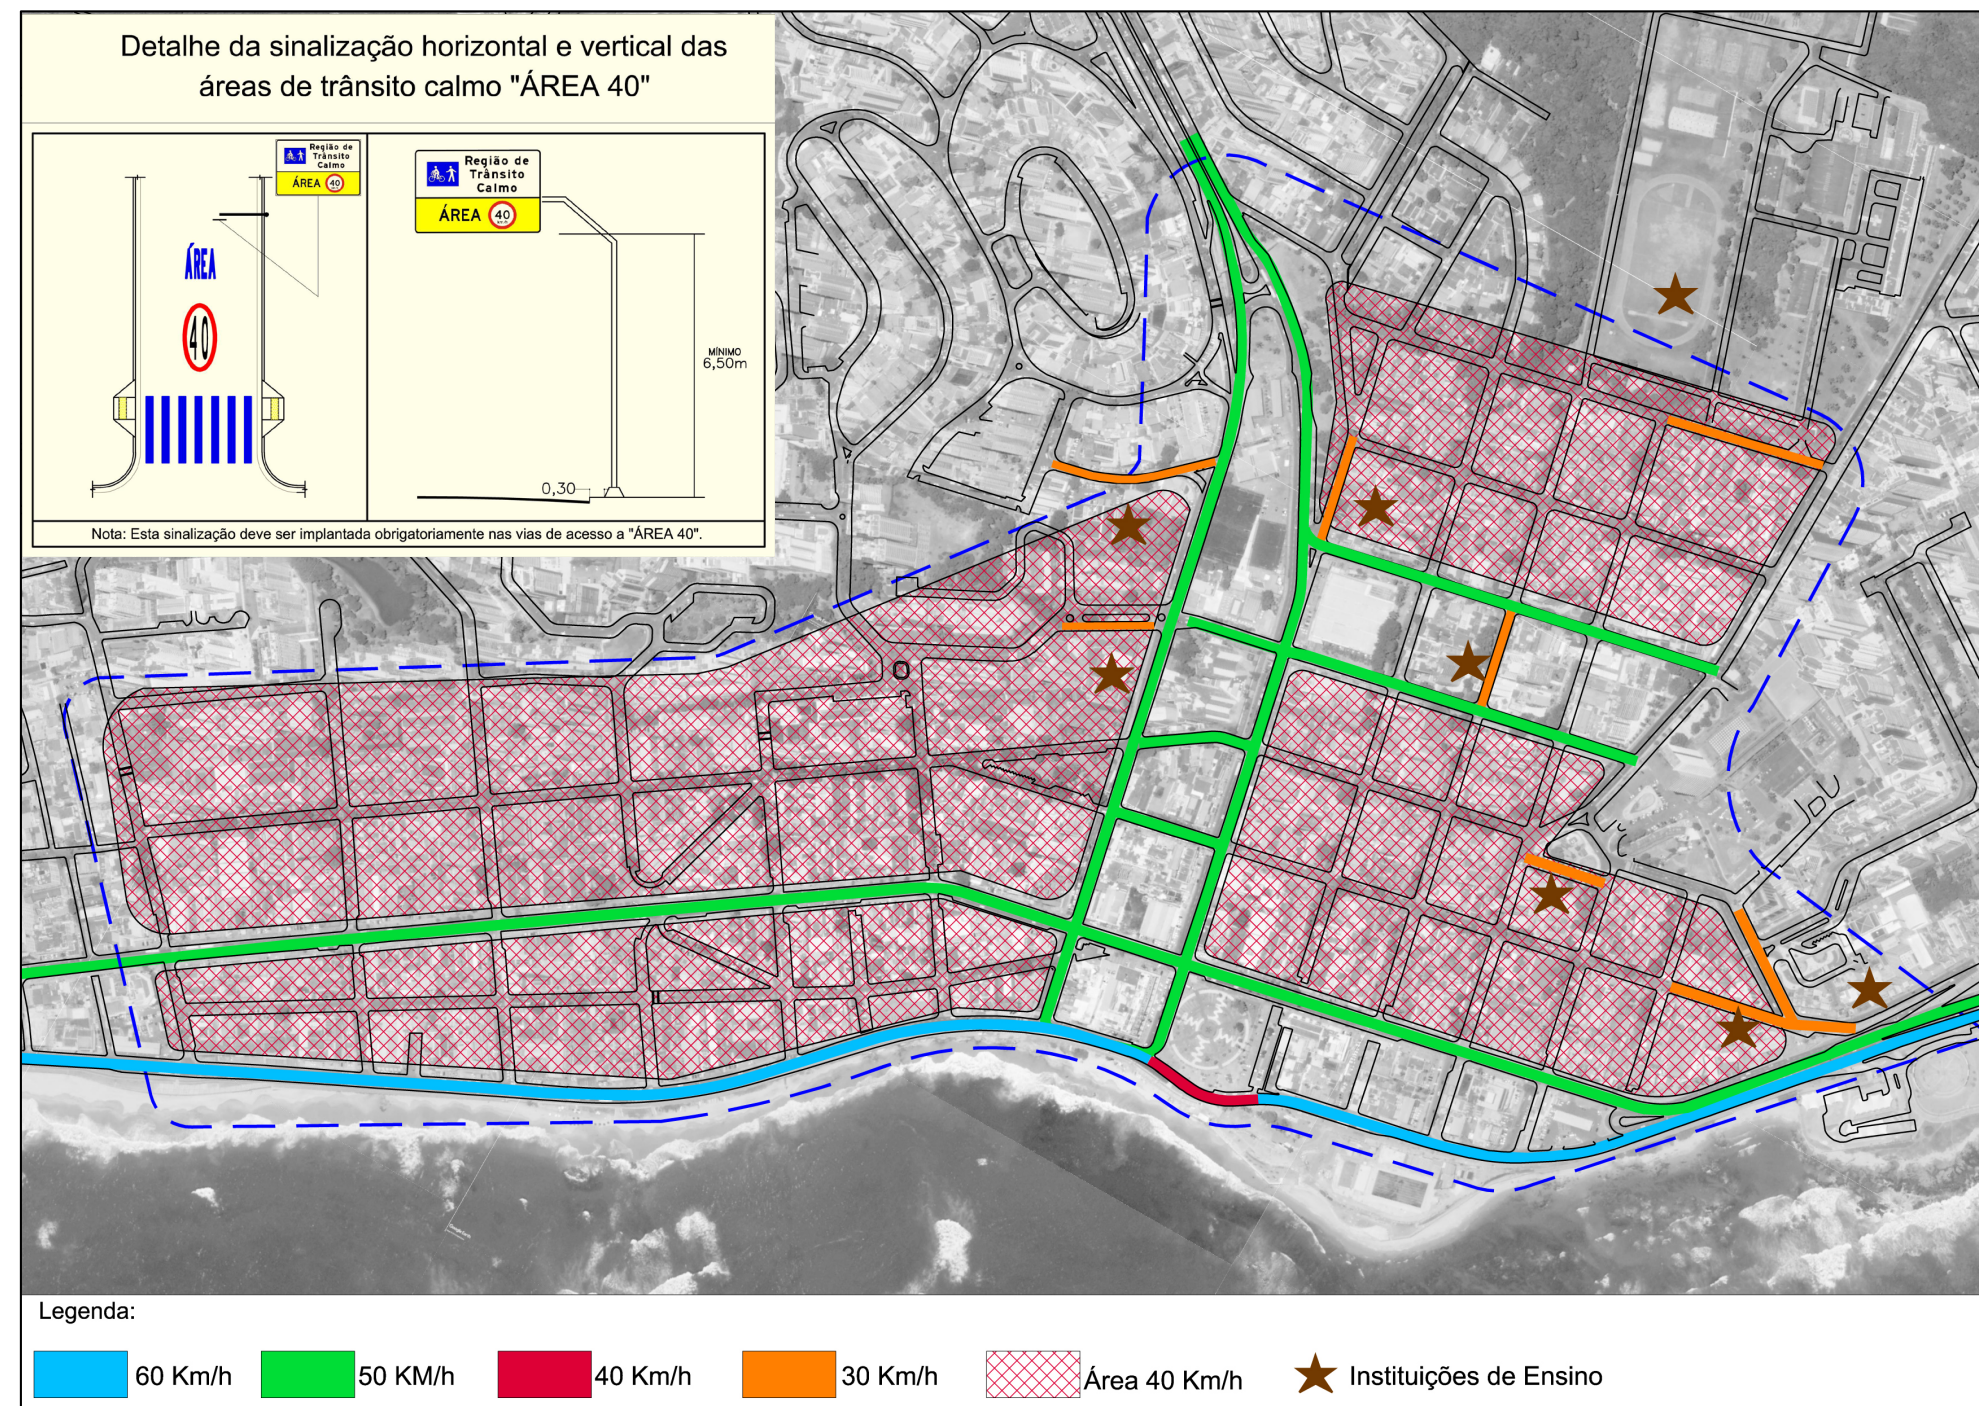 Detalhe da sinalização horizontal e vertical das
áreas de trânsito calmo "ÁREA 40"
Região de
Trânsito
Calmo
ÁREA 40
ÁREA
40
Região de
Trânsito
Calmo
ÁREA 40
km/h
MÍNIMO
6,50m
0,30
Nota: Esta sinalização deve ser implantada obrigatoriamente nas vias de acesso a "ÁREA 40".
Legenda:
60 Km/h
50 KM/h
40 Km/h
30 Km/h
Área 40 Km/h
Instituições de Ensino